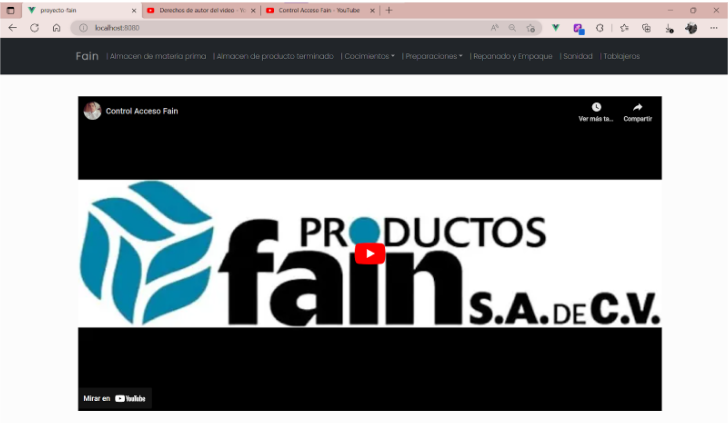 proyecto-fain
Derechos de autor del vídeo - Yo
Control Acceso Fain - YouTube
localhost:8080
Fain | Almacen de materia prima | Almacen de producto terminado | Cocimientos | Preparaciones | Repanado y Empaque | Sanidad | Tablajeros
Control Acceso Fain
Ver más ta...
Compartir
PRODUCTOS
fain S.A. DE C.V.
Mirar en YouTube